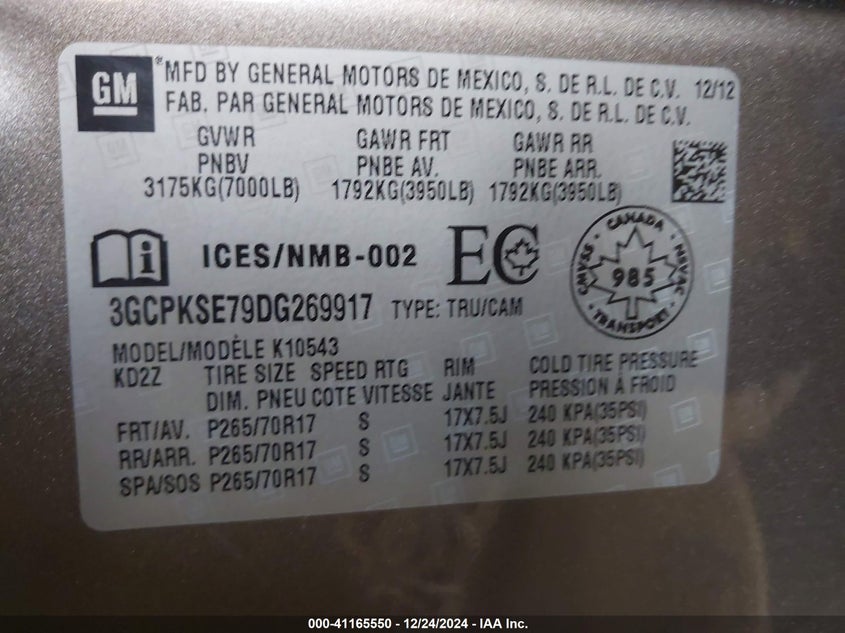 GM
® MFD BY GENERAL MOTORS DE MEXICO, S. DE R.L. DE C.V. 12/12
FAB. PAR GENERAL MOTORS DE MEXICO, S. DE R.L. DE C.V.
GVWR GAWR FRT GAWR RR
PNBV PNBE AV. PNBE ARR.
3175KG(7000LB) 1792KG(3950LB) 1792KG(3950LB)
i ICES/NMB-002 EC
CANADA
CMVSS 985 NSVAC
TRANSPORT
3GCPKSE79DG269917 TYPE: TRU/CAM
MODEL/MODÈLE K10543
KD2Z TIRE SIZE SPEED RTG RIM COLD TIRE PRESSURE
DIM. PNEU COTE VITESSE JANTE PRESSION À FROID
FRT/AV. P265/70R17 S 17X7.5J 240 KPA(35PSI)
RR/ARR. P265/70R17 S 17X7.5J 240 KPA(35PSI)
SPA/SOS P265/70R17 S 17X7.5J 240 KPA(35PSI)
000-41165550 - 12/24/2024 - IAA Inc.